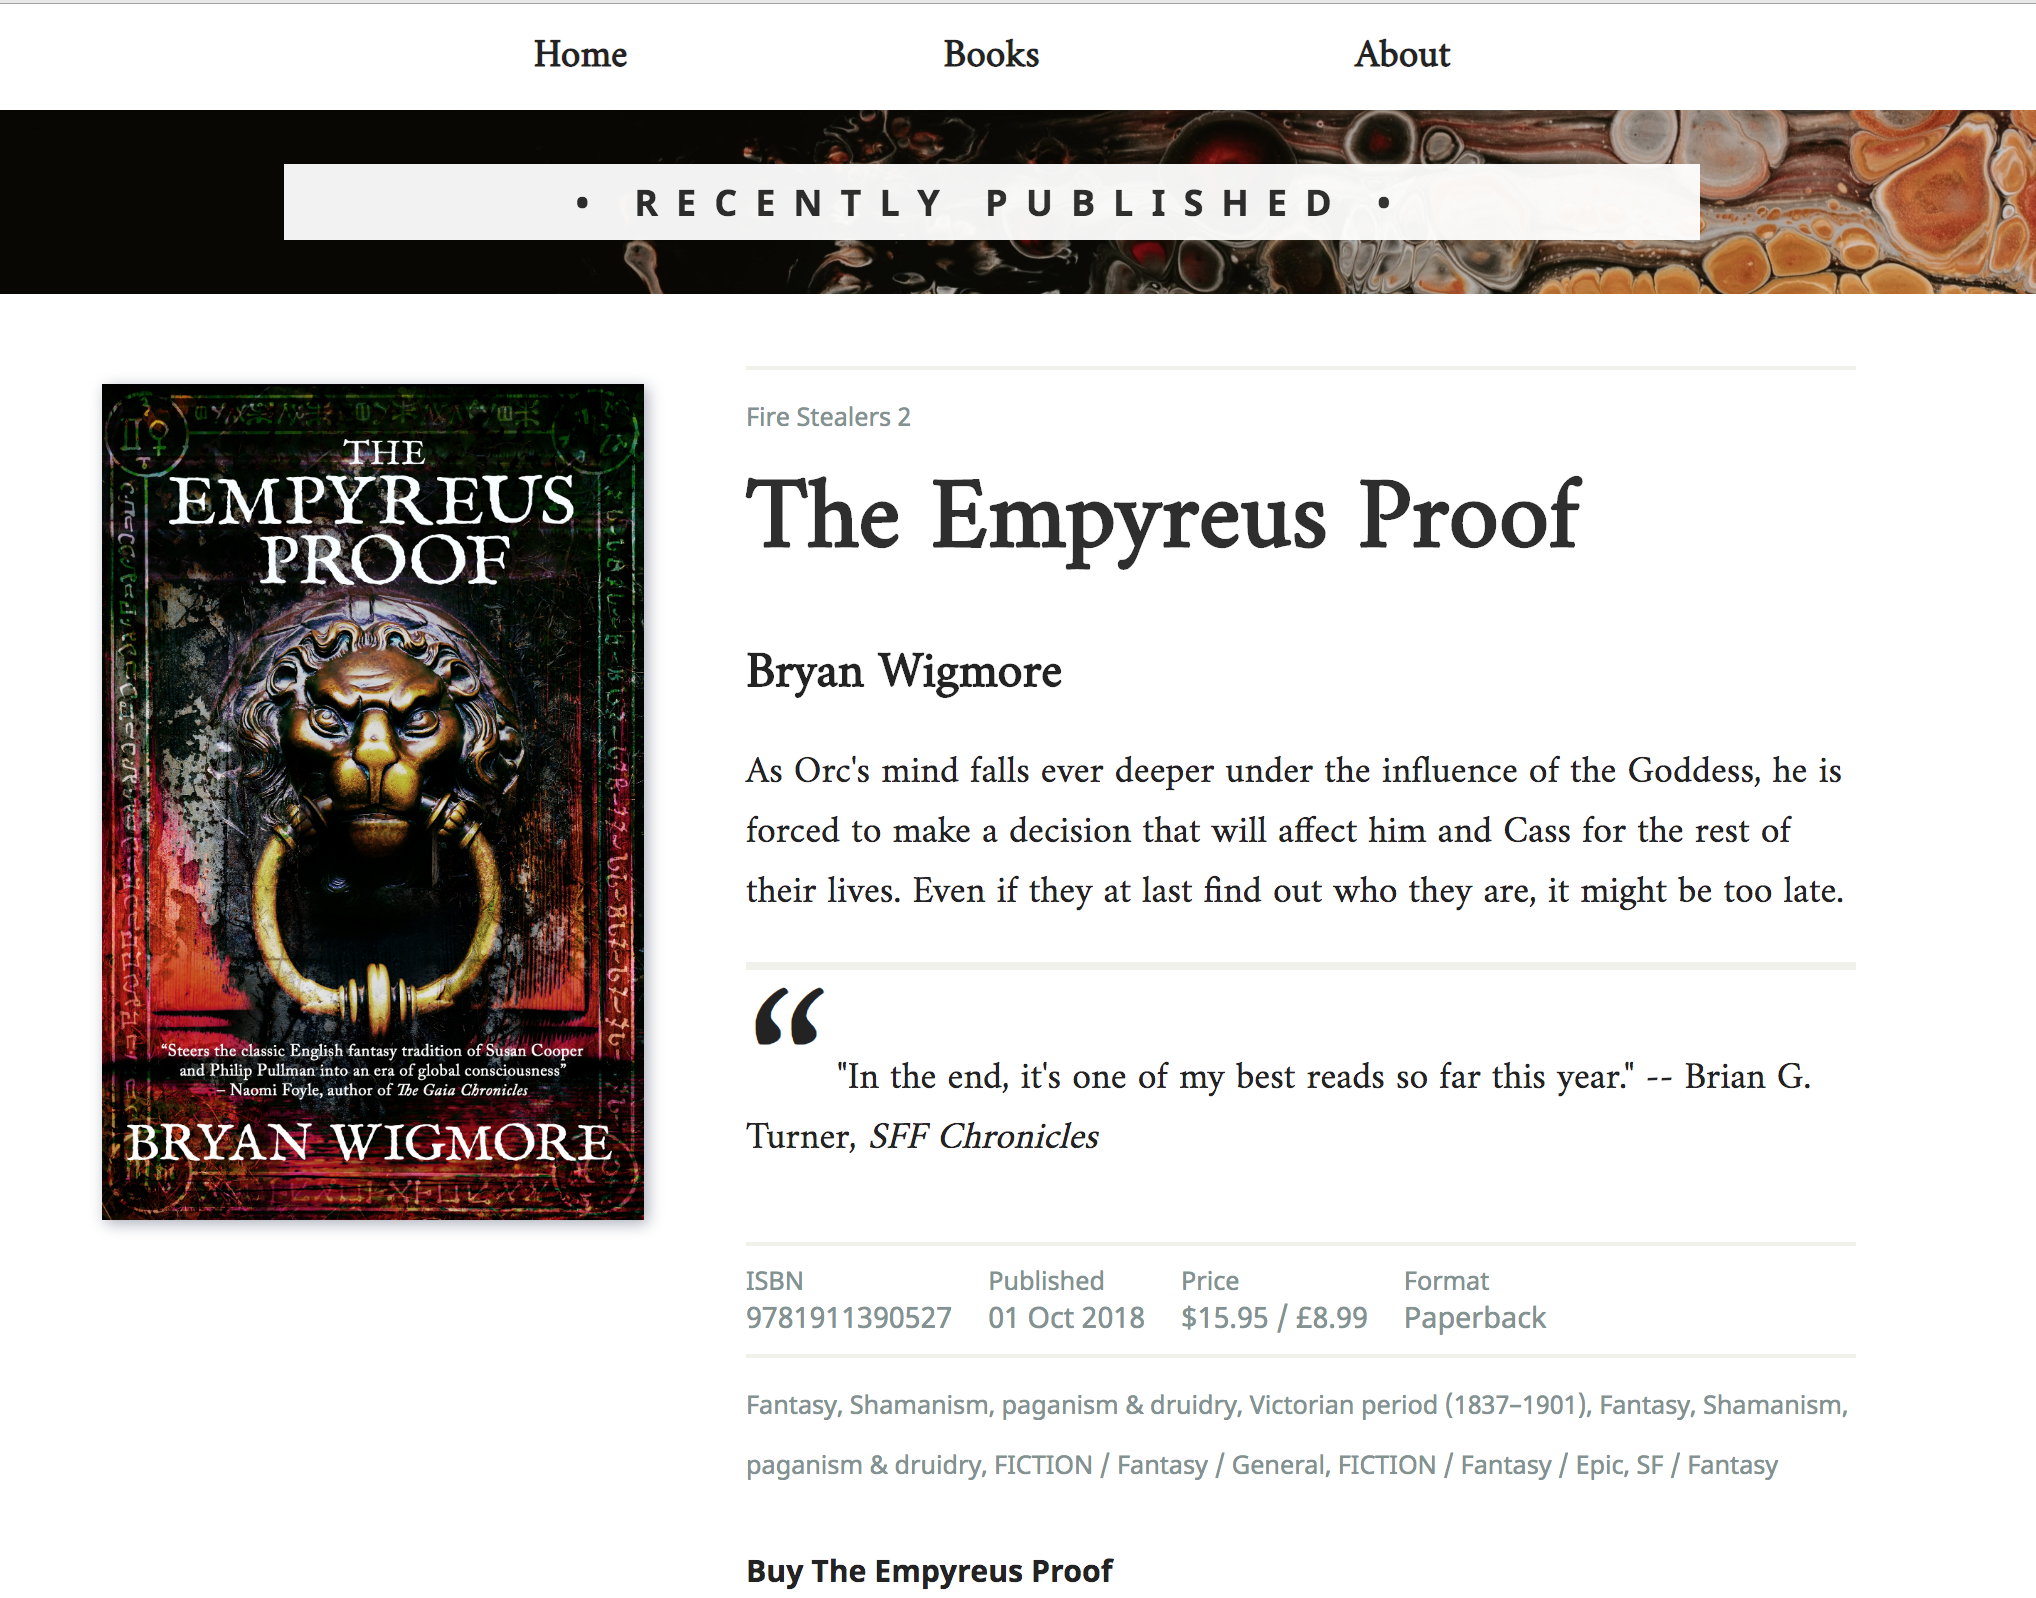 Home Books About
• RECENTLY PUBLISHED •
THE
EMPYREUS
PROOF
“Steers the classic English fantasy tradition of Susan Cooper
and Philip Pullman into an era of global consciousness”
– Naomi Foyle, author of The Gaia Chronicles
BRYAN WIGMORE
Fire Stealers 2
The Empyreus Proof
Bryan Wigmore
As Orc's mind falls ever deeper under the influence of the Goddess, he is
forced to make a decision that will affect him and Cass for the rest of
their lives. Even if they at last find out who they are, it might be too late.
“
"In the end, it's one of my best reads so far this year." -- Brian G.
Turner, SFF Chronicles
ISBN Published Price Format
9781911390527 01 Oct 2018 $15.95 / £8.99 Paperback
Fantasy, Shamanism, paganism & druidry, Victorian period (1837–1901), Fantasy, Shamanism,
paganism & druidry, FICTION / Fantasy / General, FICTION / Fantasy / Epic, SF / Fantasy
Buy The Empyreus Proof